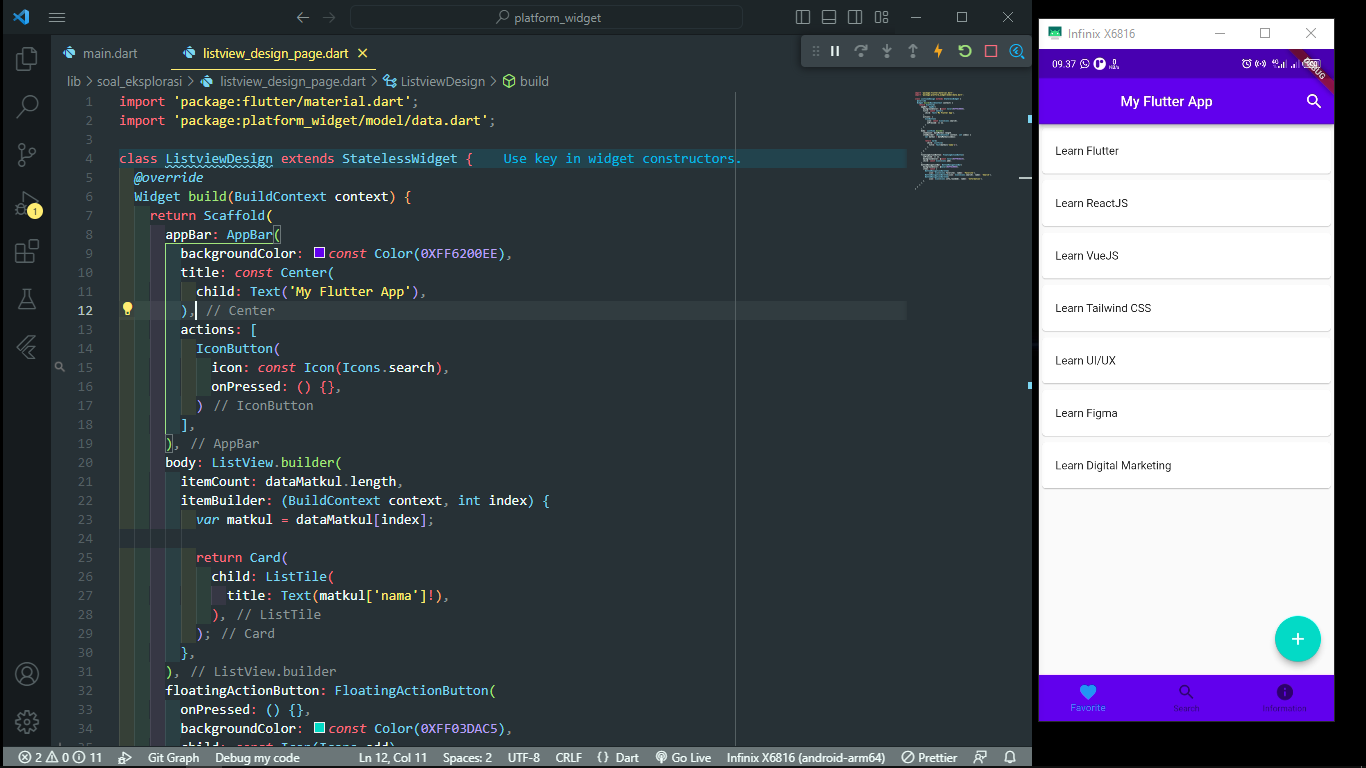 platform_widget
main.dart
listview_design_page.dart
lib > soal_eksplorasi > listview_design_page.dart > ListviewDesign > build
1 import 'package:flutter/material.dart';
2 import 'package:platform_widget/model/data.dart';
3
4 class ListviewDesign extends StatelessWidget { Use key in widget constructors.
5 @override
6 Widget build(BuildContext context) {
7 return Scaffold(
8 appBar: AppBar(
9 backgroundColor: const Color(0XFF6200EE),
10 title: const Center(
11 child: Text('My Flutter App'),
12 ), // Center
13 actions: [
14 IconButton(
15 icon: const Icon(Icons.search),
16 onPressed: () {},
17 ) // IconButton
18 ],
19 ), // AppBar
20 body: ListView.builder(
21 itemCount: dataMatkul.length,
22 itemBuilder: (BuildContext context, int index) {
23 var matkul = dataMatkul[index];
24
25 return Card(
26 child: ListTile(
27 title: Text(matkul['nama']!),
28 ), // ListTile
29 ); // Card
30 },
31 ), // ListView.builder
32 floatingActionButton: FloatingActionButton(
33 onPressed: () {},
34 backgroundColor: const Color(0XFF03DAC5),
35 child: const Icon(Icons.add)
1
2 0 11
Git Graph
Debug my code
Ln 12, Col 11
Spaces: 2
UTF-8
CRLF
{} Dart
Go Live
Infinix X6816 (android-arm64)
Prettier
Infinix X6816
09.37
DEBUG
My Flutter App
Learn Flutter
Learn ReactJS
Learn VueJS
Learn Tailwind CSS
Learn UI/UX
Learn Figma
Learn Digital Marketing
Favorite
Search
Information